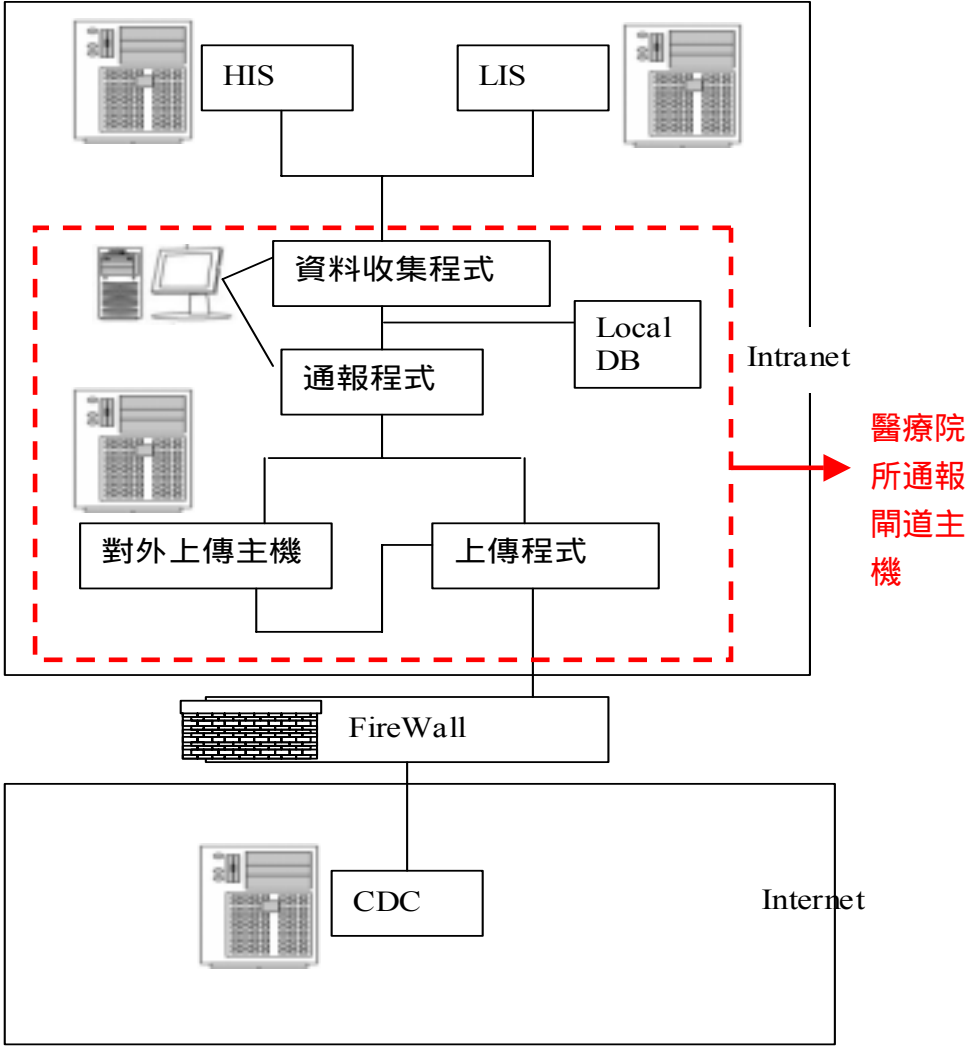 HIS
LIS
資料收集程式
Local
DB
Intranet
通報程式
醫療院
所通報
閘道主
機
對外上傳主機
上傳程式
FireWall
CDC
Internet